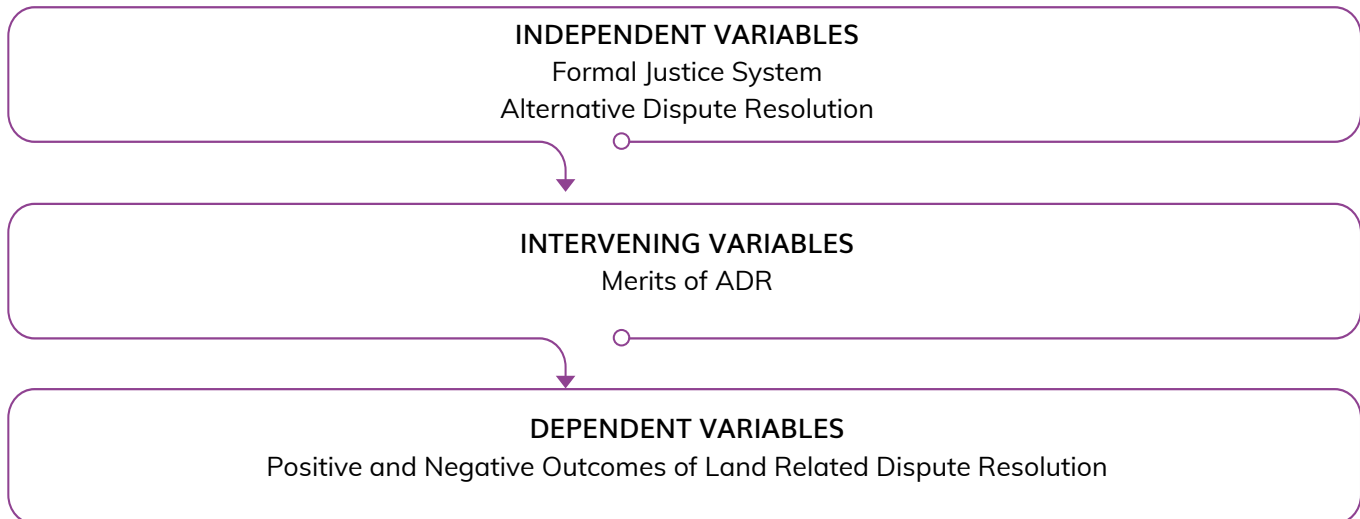 INDEPENDENT VARIABLES
Formal Justice System
Alternative Dispute Resolution
INTERVENING VARIABLES
Merits of ADR
DEPENDENT VARIABLES
Positive and Negative Outcomes of Land Related Dispute Resolution